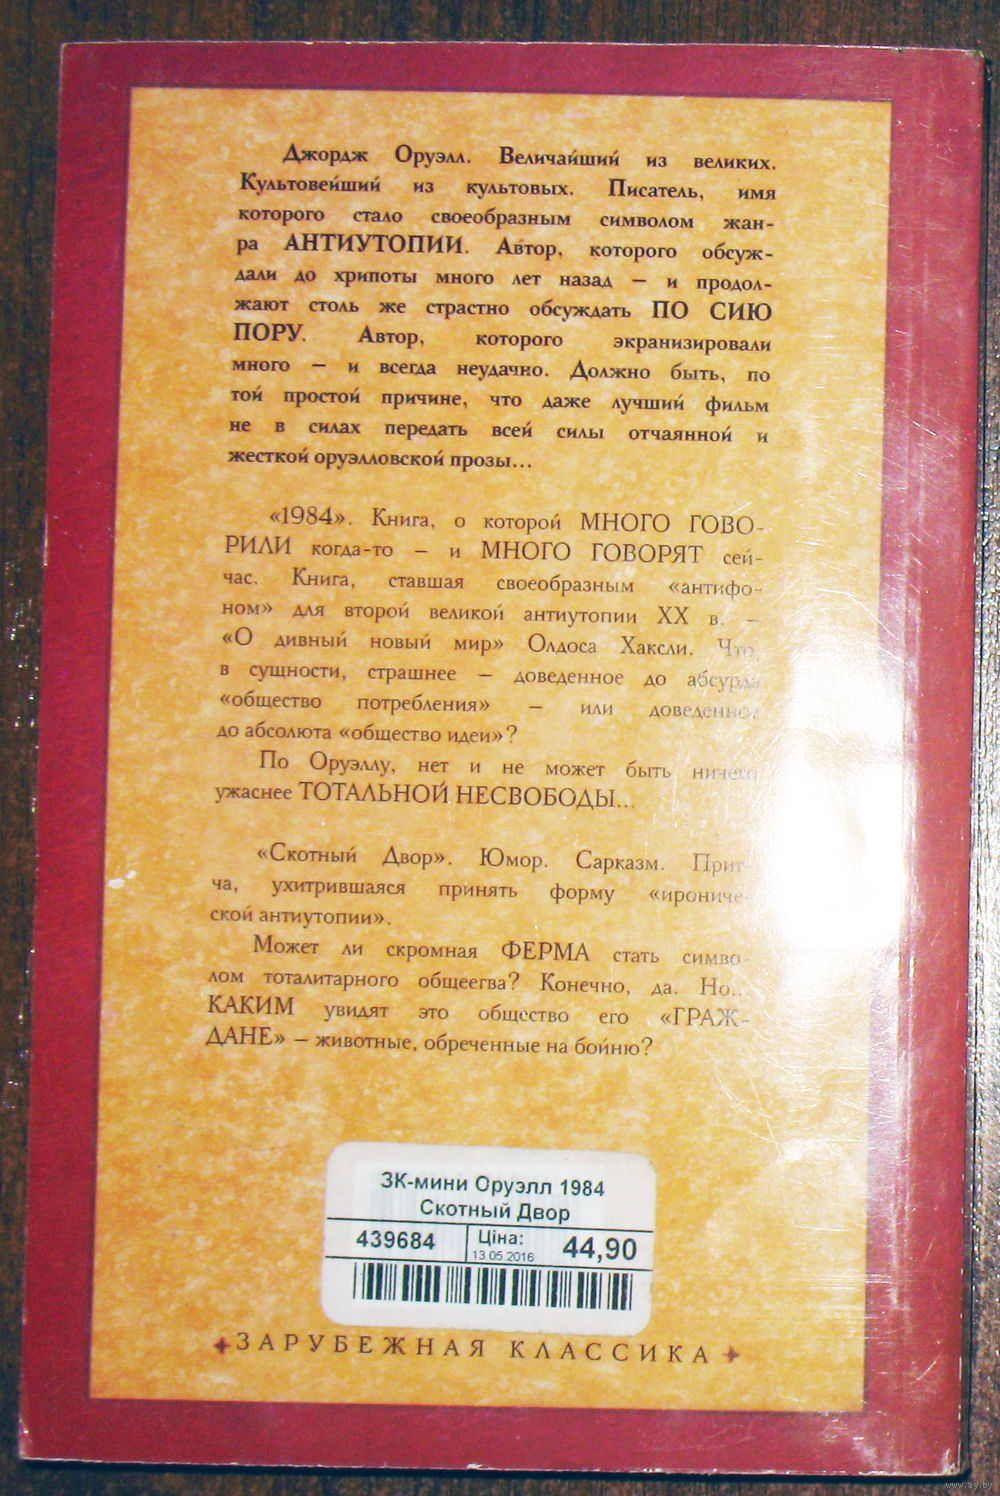 Джордж Оруэлл. Величайший из великих.
Культовейший из культовых. Писатель, имя
которого стало своеобразным символом жан-
ра АНТИУТОПИИ. Автор, которого обсуж-
дали до хрипоты много лет назад – и продол-
жают столь же страстно обсуждать ПО СИЮ
ПОРУ. Автор, которого экранизировали
много – и всегда неудачно. Должно быть, по
той простой причине, что даже лучший фильм
не в силах передать всей силы отчаянной и
жесткой оруэлловской прозы...
«1984». Книга, о которой МНОГО ГОВО-
РИЛИ когда-то – и МНОГО ГОВОРЯТ сей-
час. Книга, ставшая своеобразным «антифо-
ном» для второй великой антиутопии XX в. –
«О дивный новый мир» Олдоса Хаксли. Что,
в сущности, страшнее – доведенное до абсурда
«общество потребления» – или доведенное
до абсолюта «общество идеи»?
По Оруэллу, нет и не может быть ничего
ужаснее ТОТАЛЬНОЙ НЕСВОБОДЫ...
«Скотный Двор». Юмор. Сарказм. Прит-
ча, ухитрившаяся принять форму «ирониче-
ской антиутопии».
Может ли скромная ФЕРМА стать симво-
лом тоталитарного общеегва? Конечно, да. Но..
КАКИМ увидят это общество его «ГРАЖ-
ДАНЕ» – животные, обреченные на бойню?
ЗК-мини Оруэлл 1984
Скотный Двор
439684 Ціна: 13.05.2016 44,90
ЗАРУБЕЖНАЯ КЛАССИКА
www.ay.by